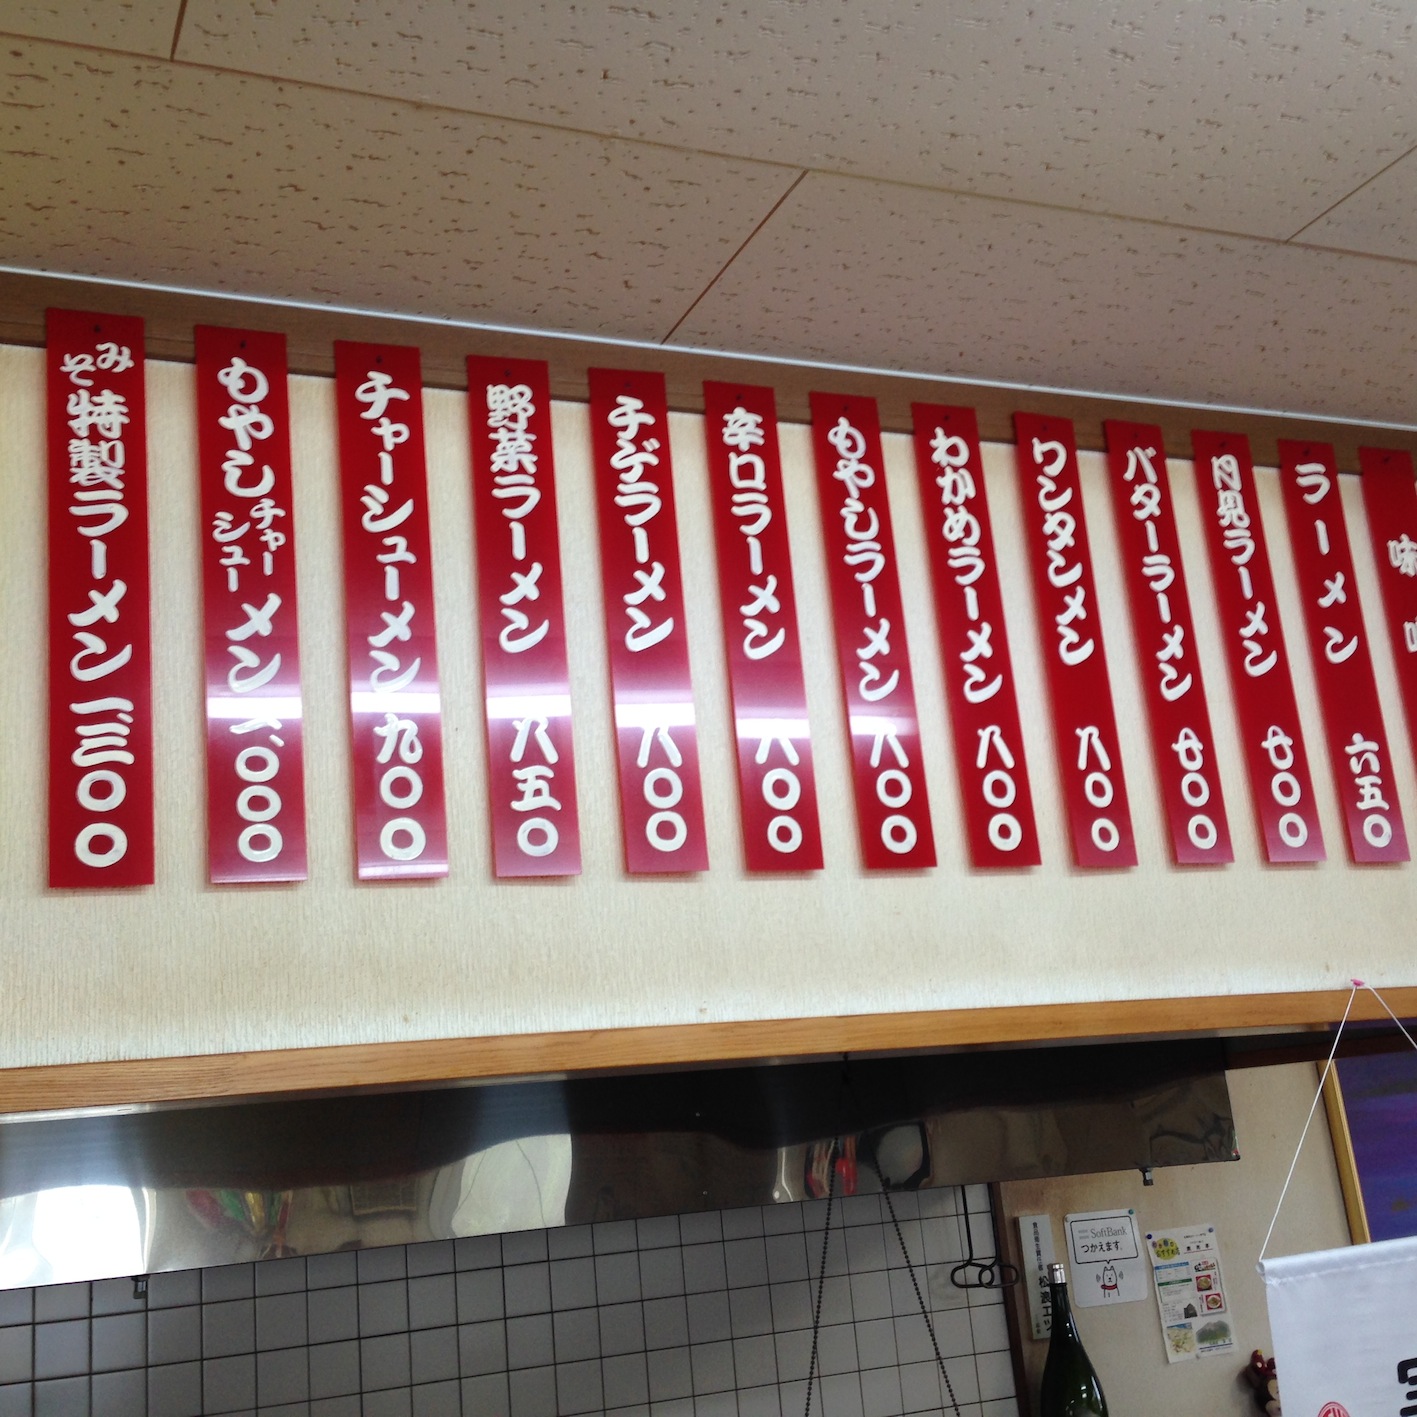 味
ラーメン 六五〇
月見ラーメン 七〇〇
バターラーメン 七〇〇
ワンタンメン 八〇〇
わかめラーメン 八〇〇
もやしラーメン 八〇〇
辛口ラーメン 八〇〇
チゲラーメン 八〇〇
野菜ラーメン 八五〇
チャーシューメン 九〇〇
もやしチャーシューメン 一、〇〇〇
みそ特製ラーメン 一、三〇〇
SoftBank
つかえます。